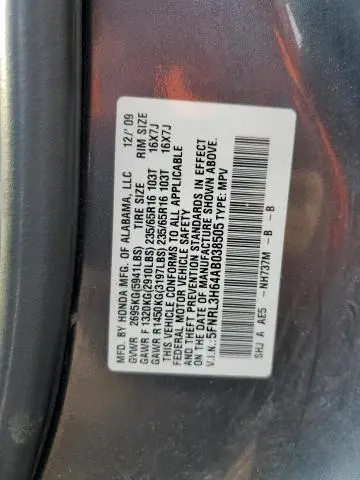 MFD. BY HONDA MFG. OF ALABAMA, LLC 12/'09
GVWR 2695KG(5941LBS) TIRE SIZE RIM SIZE
GAWR F 1320KG(2910LBS) 235/65R16 103T 16X7J
GAWR R 1450KG(3197LBS) 235/65R16 103T 16X7J
THIS VEHICLE CONFORMS TO ALL APPLICABLE
FEDERAL MOTOR VEHICLE SAFETY
AND THEFT PREVENTION STANDARDS IN EFFECT
ON THE DATE OF MANUFACTURE SHOWN ABOVE.
V.I.N.:5FNRL3H64AB038505 TYPE: MPV
SHJ A AE5 -NH737M -B -B